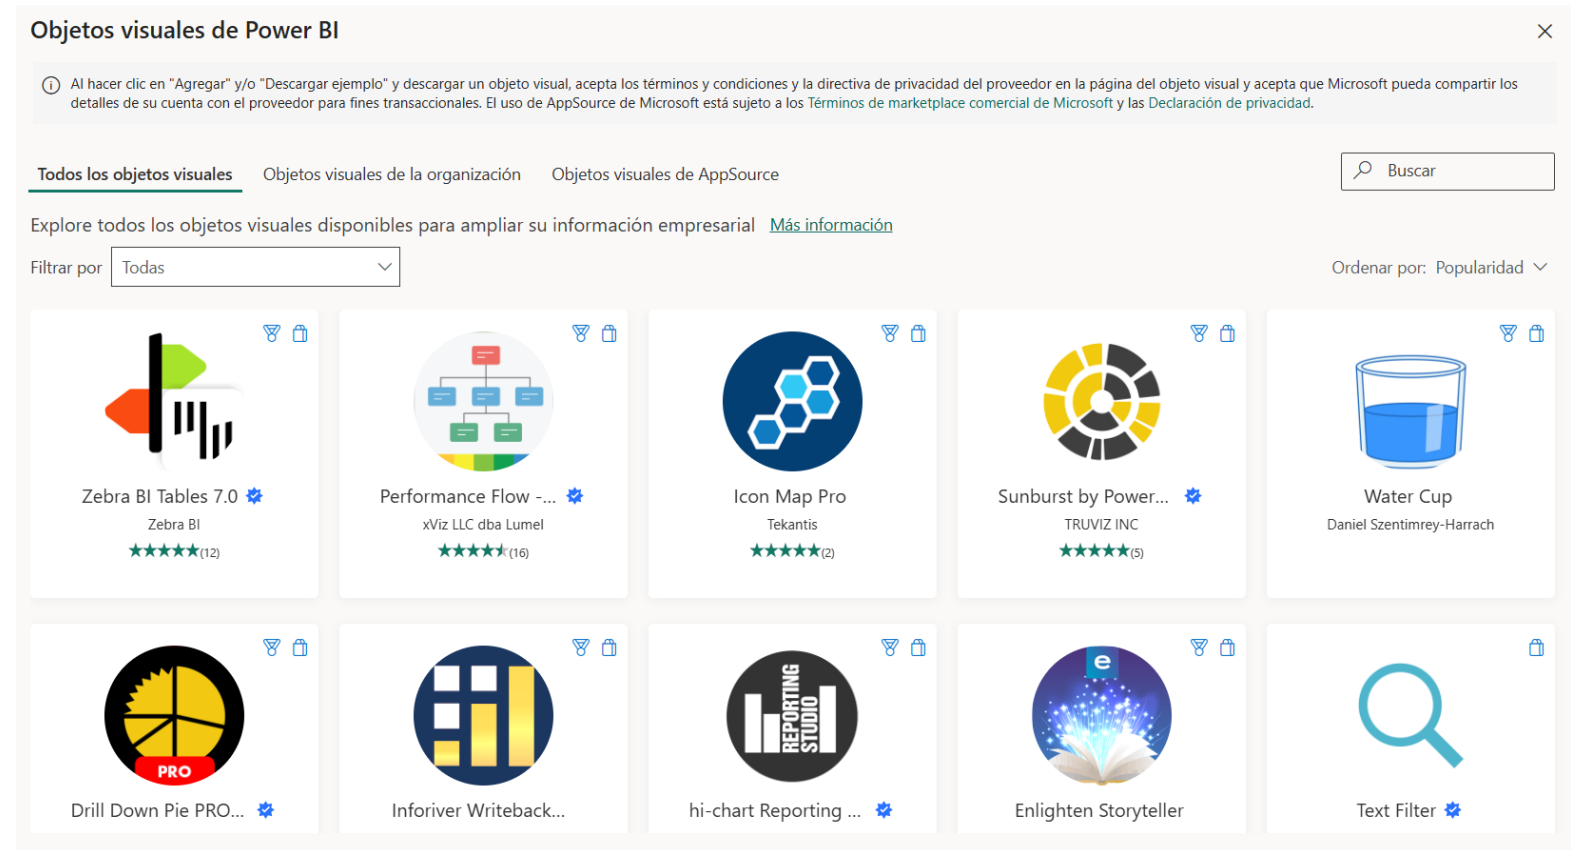 Objetos visuales de Power BI
Al hacer clic en "Agregar" y/o "Descargar ejemplo" y descargar un objeto visual, acepta los términos y condiciones y la directiva de privacidad del proveedor en la página del objeto visual y acepta que Microsoft pueda compartir los
detalles de su cuenta con el proveedor para fines transaccionales. El uso de AppSource de Microsoft está sujeto a los Términos de marketplace comercial de Microsoft y las Declaración de privacidad.
Todos los objetos visuales Objetos visuales de la organización Objetos visuales de AppSource Buscar
Explore todos los objetos visuales disponibles para ampliar su información empresarial Más información
Filtrar por Todas Ordenar por: Popularidad
Zebra BI Tables 7.0
Zebra BI
(12)
Performance Flow -...
xViz LLC dba Lumel
(16)
Icon Map Pro
Tekantis
(2)
Sunburst by Power...
TRUVIZ INC
(5)
Water Cup
Daniel Szentimrey-Harrach
PRO
Drill Down Pie PRO...
Inforiver Writeback...
REPORTING
STUDIO
hi-chart Reporting ...
e
Enlighten Storyteller
Text Filter